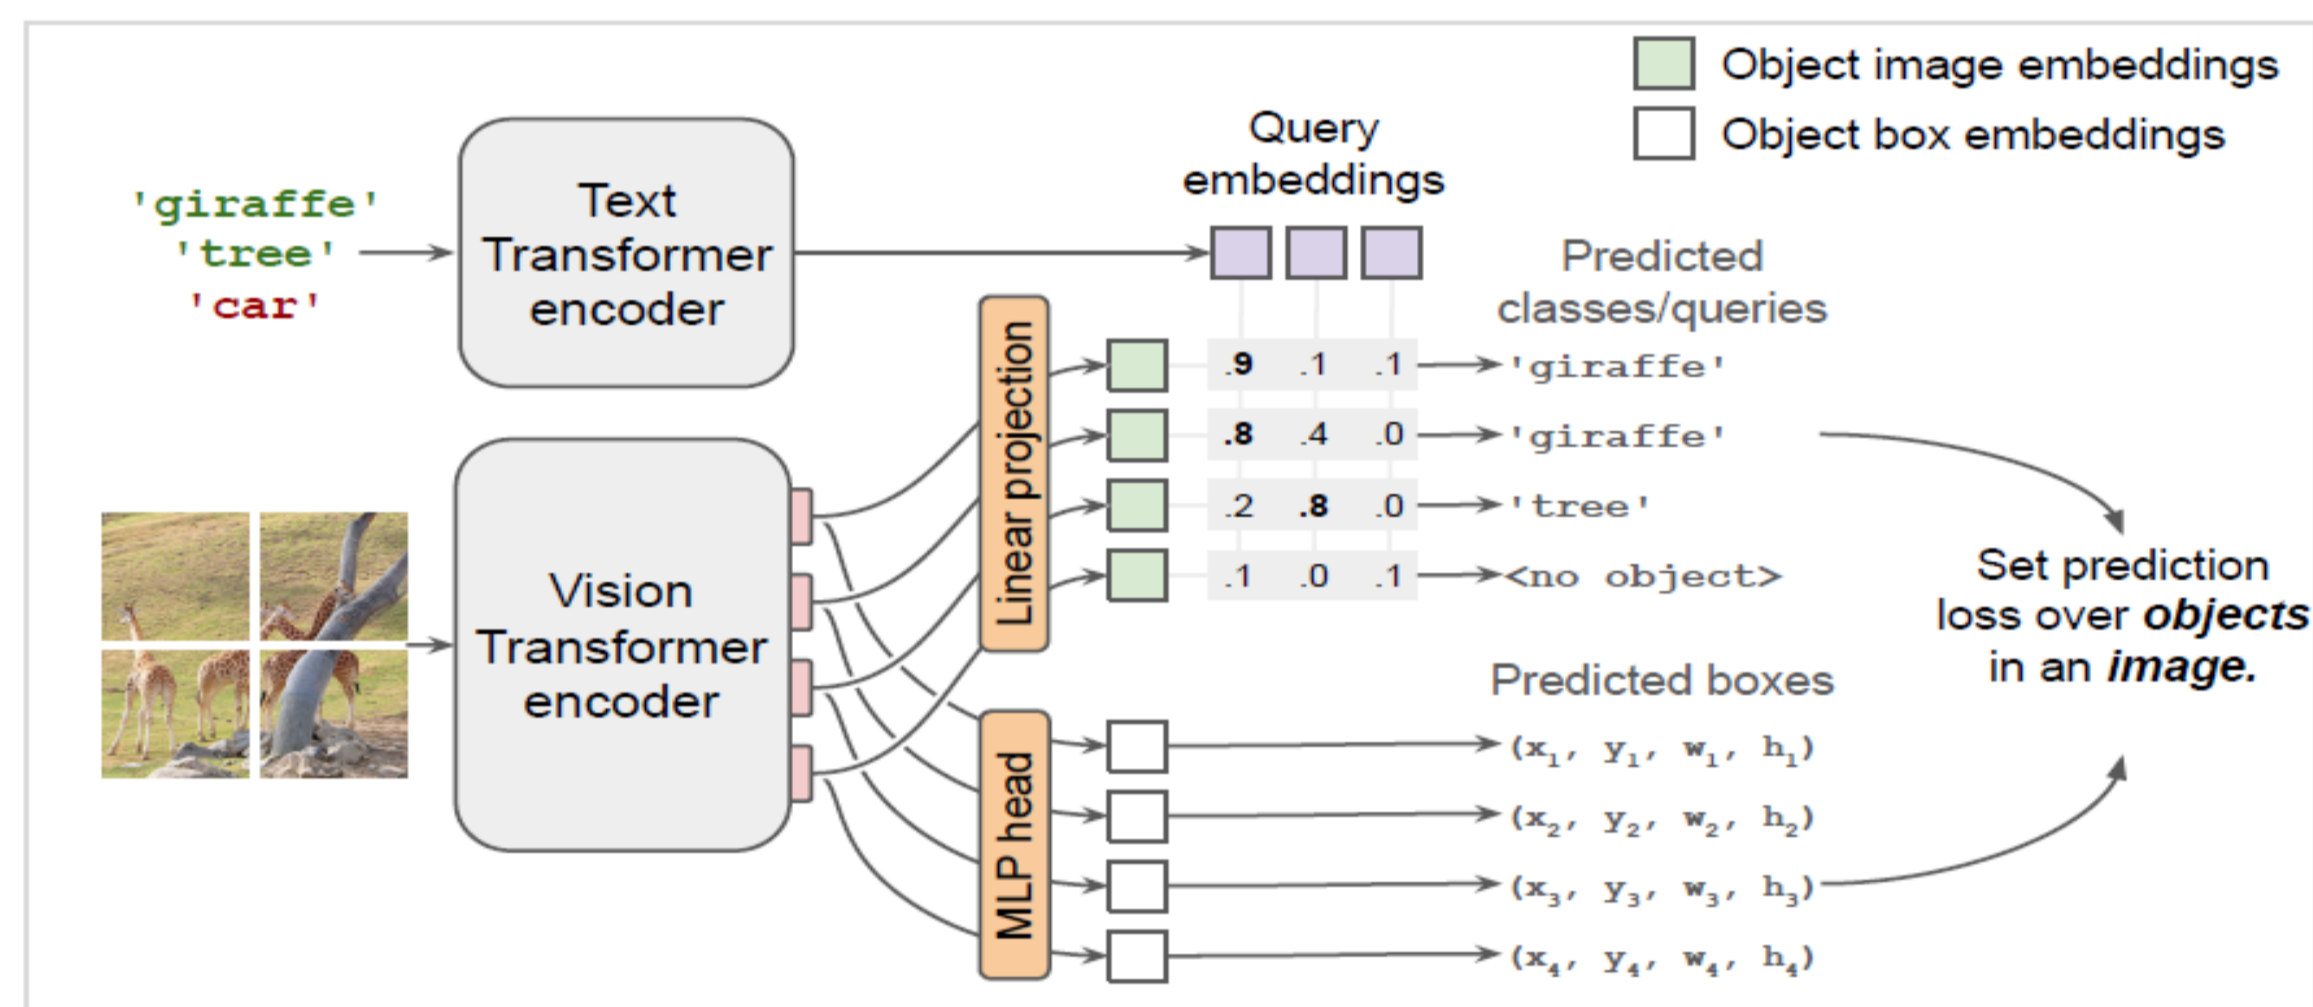 Object image embeddings
Object box embeddings
Query
embeddings
'giraffe'
'tree'
'car'
Text
Transformer
encoder
Predicted
classes/queries
Linear projection
.9 .1 .1
'giraffe'
.8 .4 .0
'giraffe'
.2 .8 .0
'tree'
.1 .0 .1
<no object>
Vision
Transformer
encoder
Set prediction
loss over objects
in an image.
MLP head
Predicted boxes
(x₁, y₁, w₁, h₁)
(x₂, y₂, w₂, h₂)
(x₃, y₃, w₃, h₃)
(x₄, y₄, w₄, h₄)